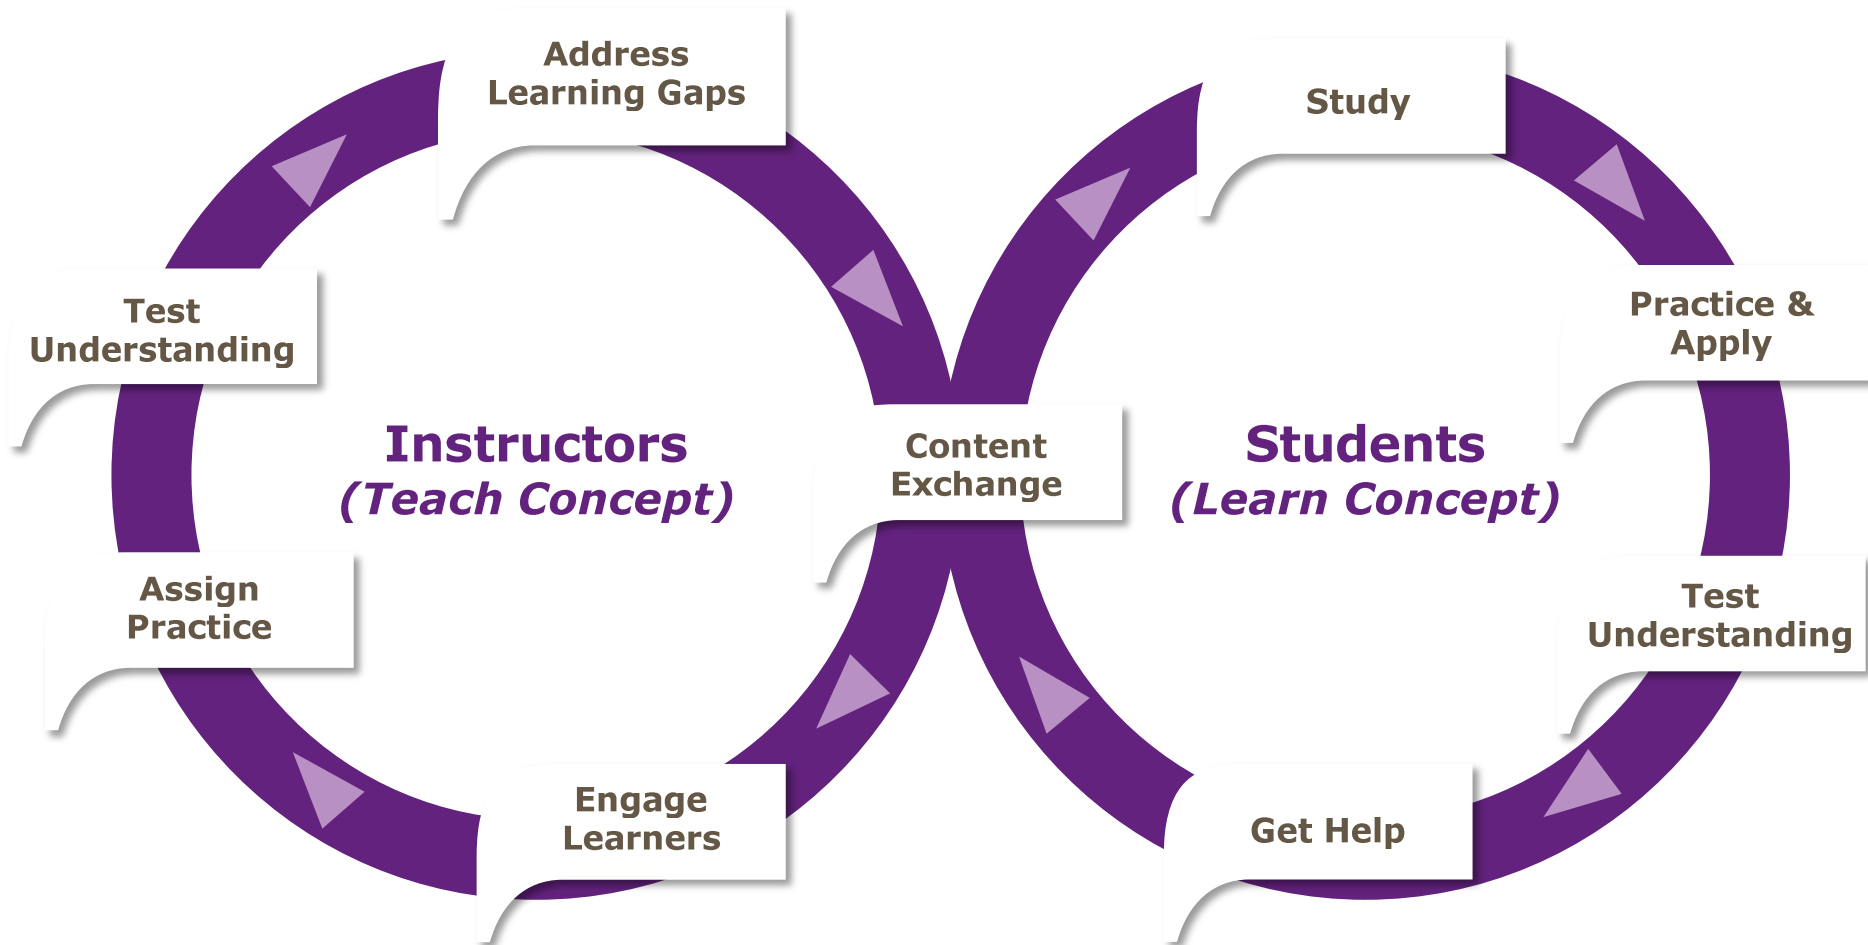 Address
Learning Gaps
Study
Test
Understanding
Practice &
Apply
Instructors
(Teach Concept)
Content
Exchange
Students
(Learn Concept)
Assign
Practice
Test
Understanding
Engage
Learners
Get Help